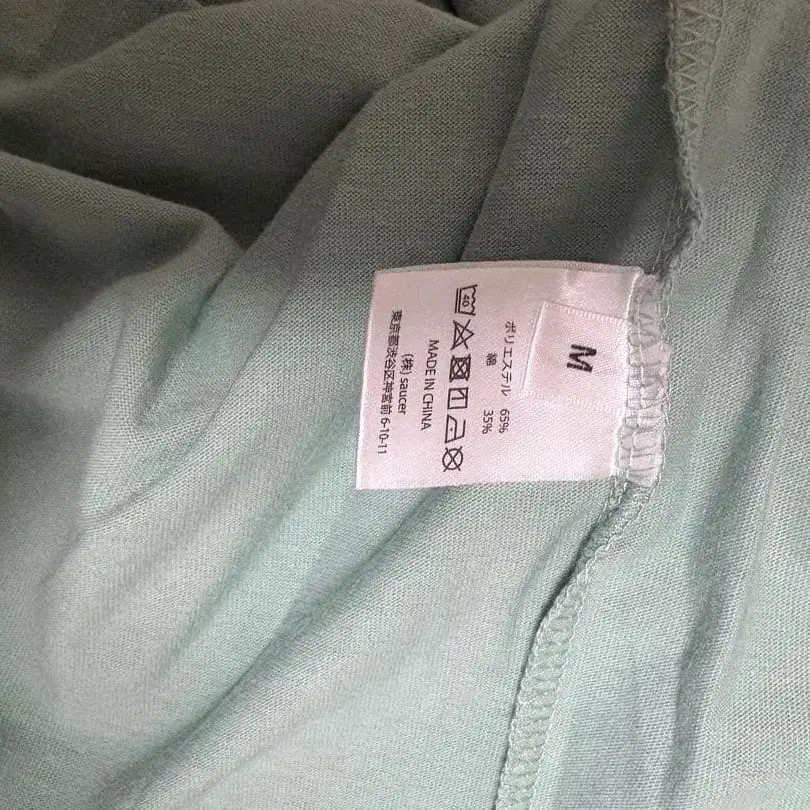 M
ポリエステル 65%
綿 35%
40
MADE IN CHINA
(株) saucer
東京都渋谷区神宮前 6-10-11